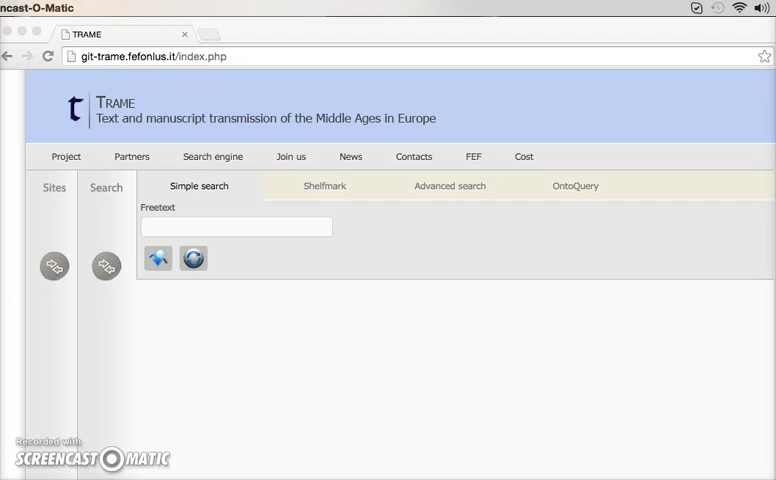 ncast-O-Matic
TRAME
git-trame.fefonlus.it/index.php
t TRAME
Text and manuscript transmission of the Middle Ages in Europe
Project Partners Search engine Join us News Contacts FEF Cost
Sites Search Simple search Shelfmark Advanced search OntoQuery
Freetext
Recorded with
SCREENCAST O MATIC